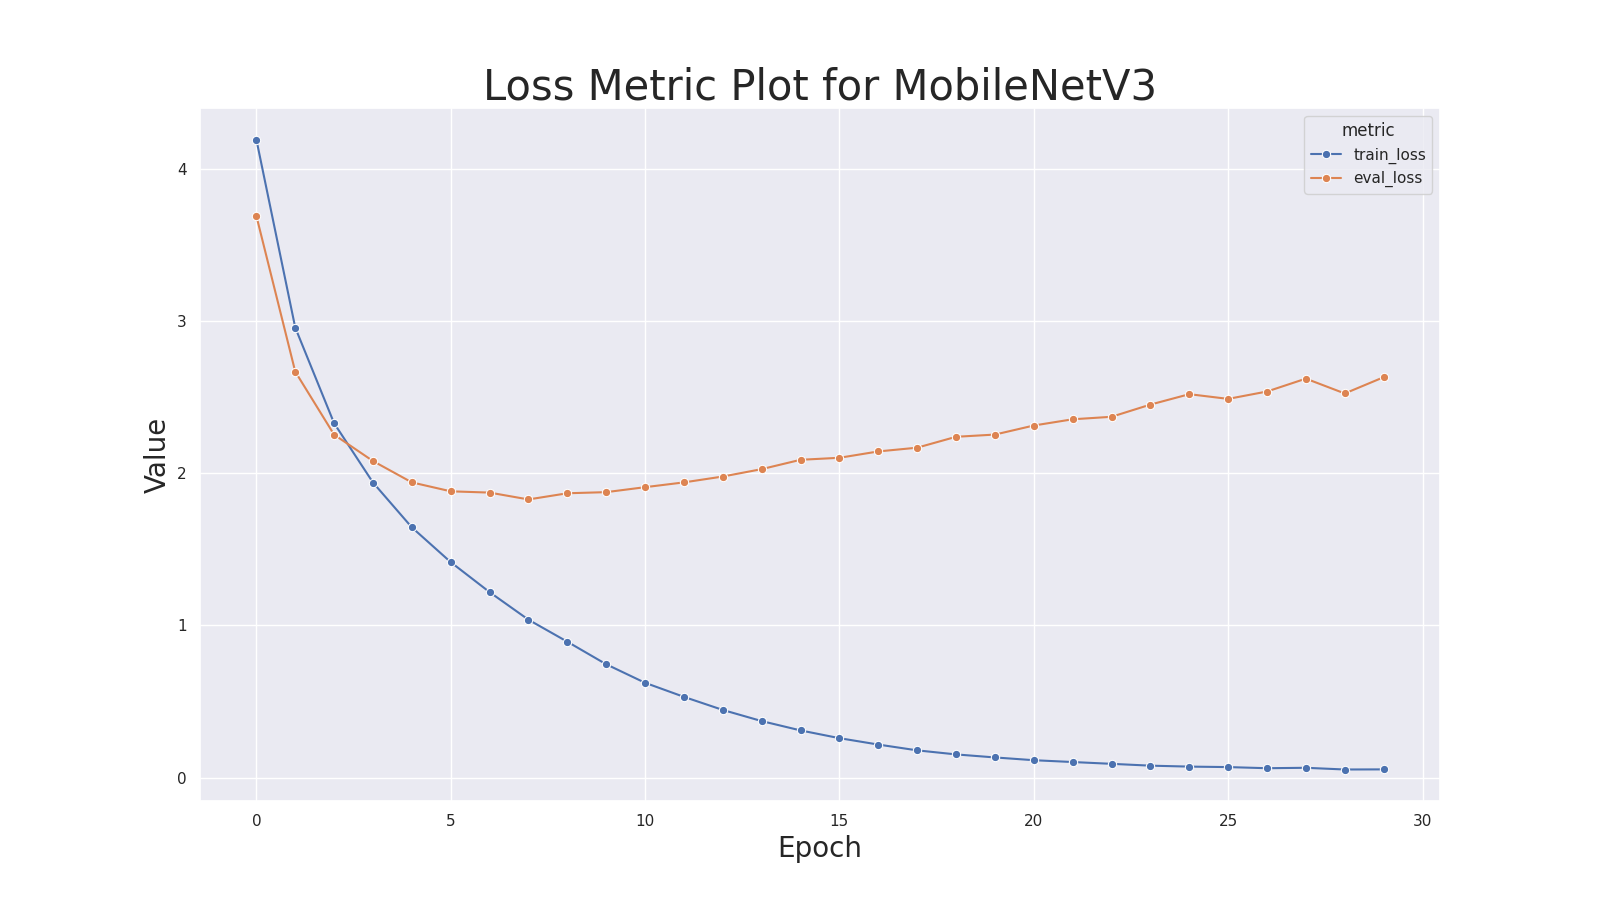 Loss Metric Plot for MobileNetV3
metric
train_loss
eval_loss
4
3
2
1
0
Value
0 5 10 15 20 25 30
Epoch